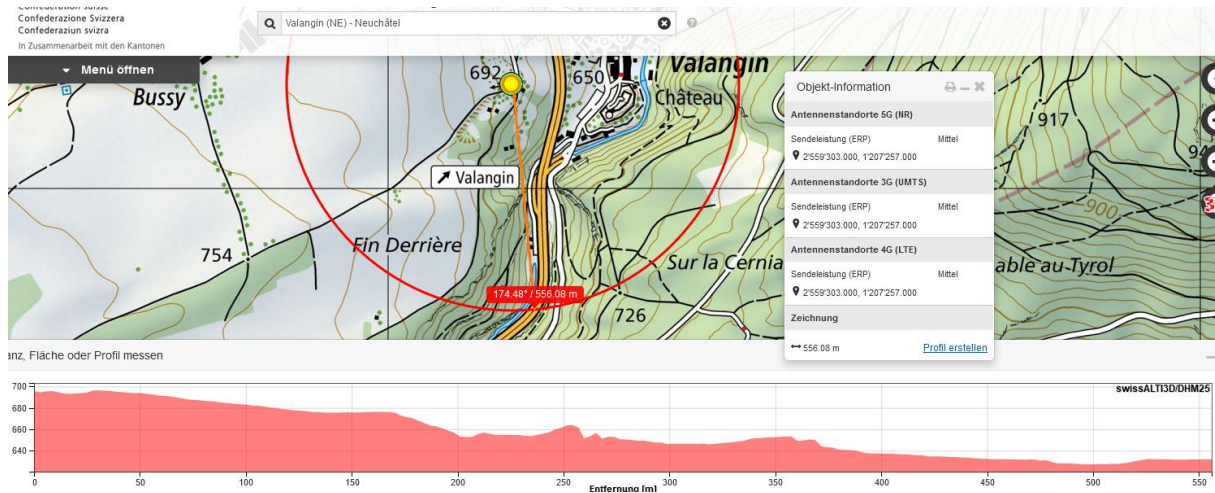 Confederazione Svizzera
Confederaziun svizra
In Zusammenarbeit mit den Kantonen
Valangin (NE) - Neuchâtel
Menü öffnen
692
650
Valangin
Bussy
Château
917
Valangin
900
Fin Derrière
754
Sur la Cernia
able au-Tyrol
174.48° / 556.08 m
726
Objekt-Information
Antennenstandorte 5G (NR)
Sendeleistung (ERP) Mittel
2'559'303.000, 1'207'257.000
Antennenstandorte 3G (UMTS)
Sendeleistung (ERP) Mittel
2'559'303.000, 1'207'257.000
Antennenstandorte 4G (LTE)
Sendeleistung (ERP) Mittel
2'559'303.000, 1'207'257.000
Zeichnung
556.08 m Profil erstellen
anz, Fläche oder Profil messen
swissALTI3D/DHM25
700
680
660
640
0 50 100 150 200 250 300 350 400 450 500 550
Entfernung [m]